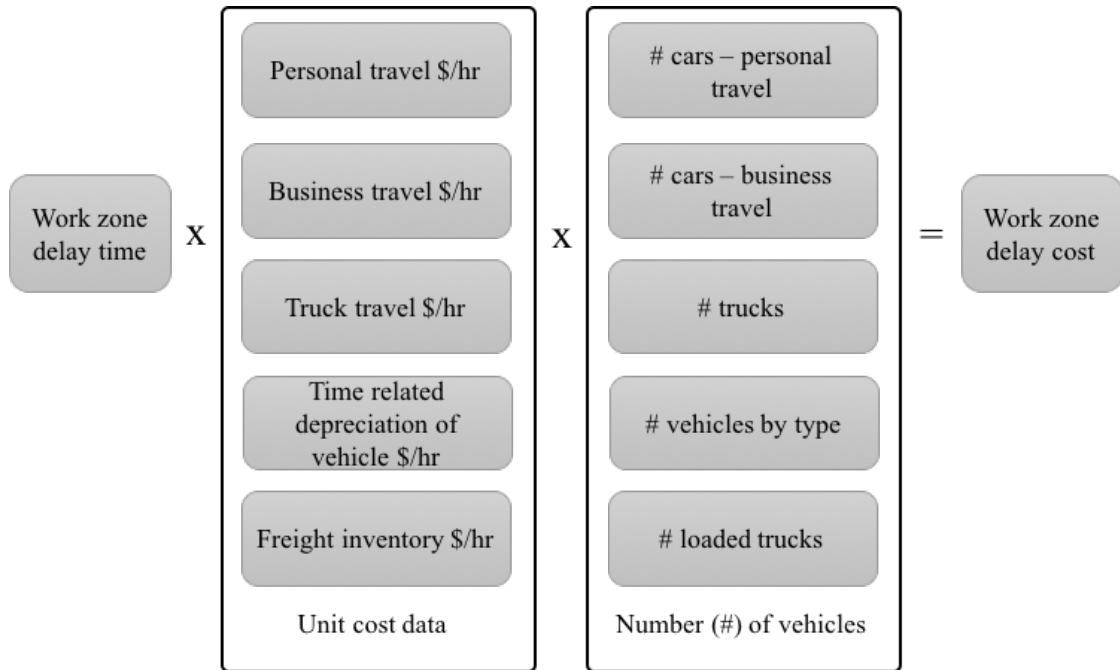 Work zone
delay time
x
Personal travel $/hr
Business travel $/hr
Truck travel $/hr
Time related
depreciation of
vehicle $/hr
Freight inventory $/hr
Unit cost data
x
# cars – personal
travel
# cars – business
travel
# trucks
# vehicles by type
# loaded trucks
Number (#) of vehicles
=
Work zone
delay cost